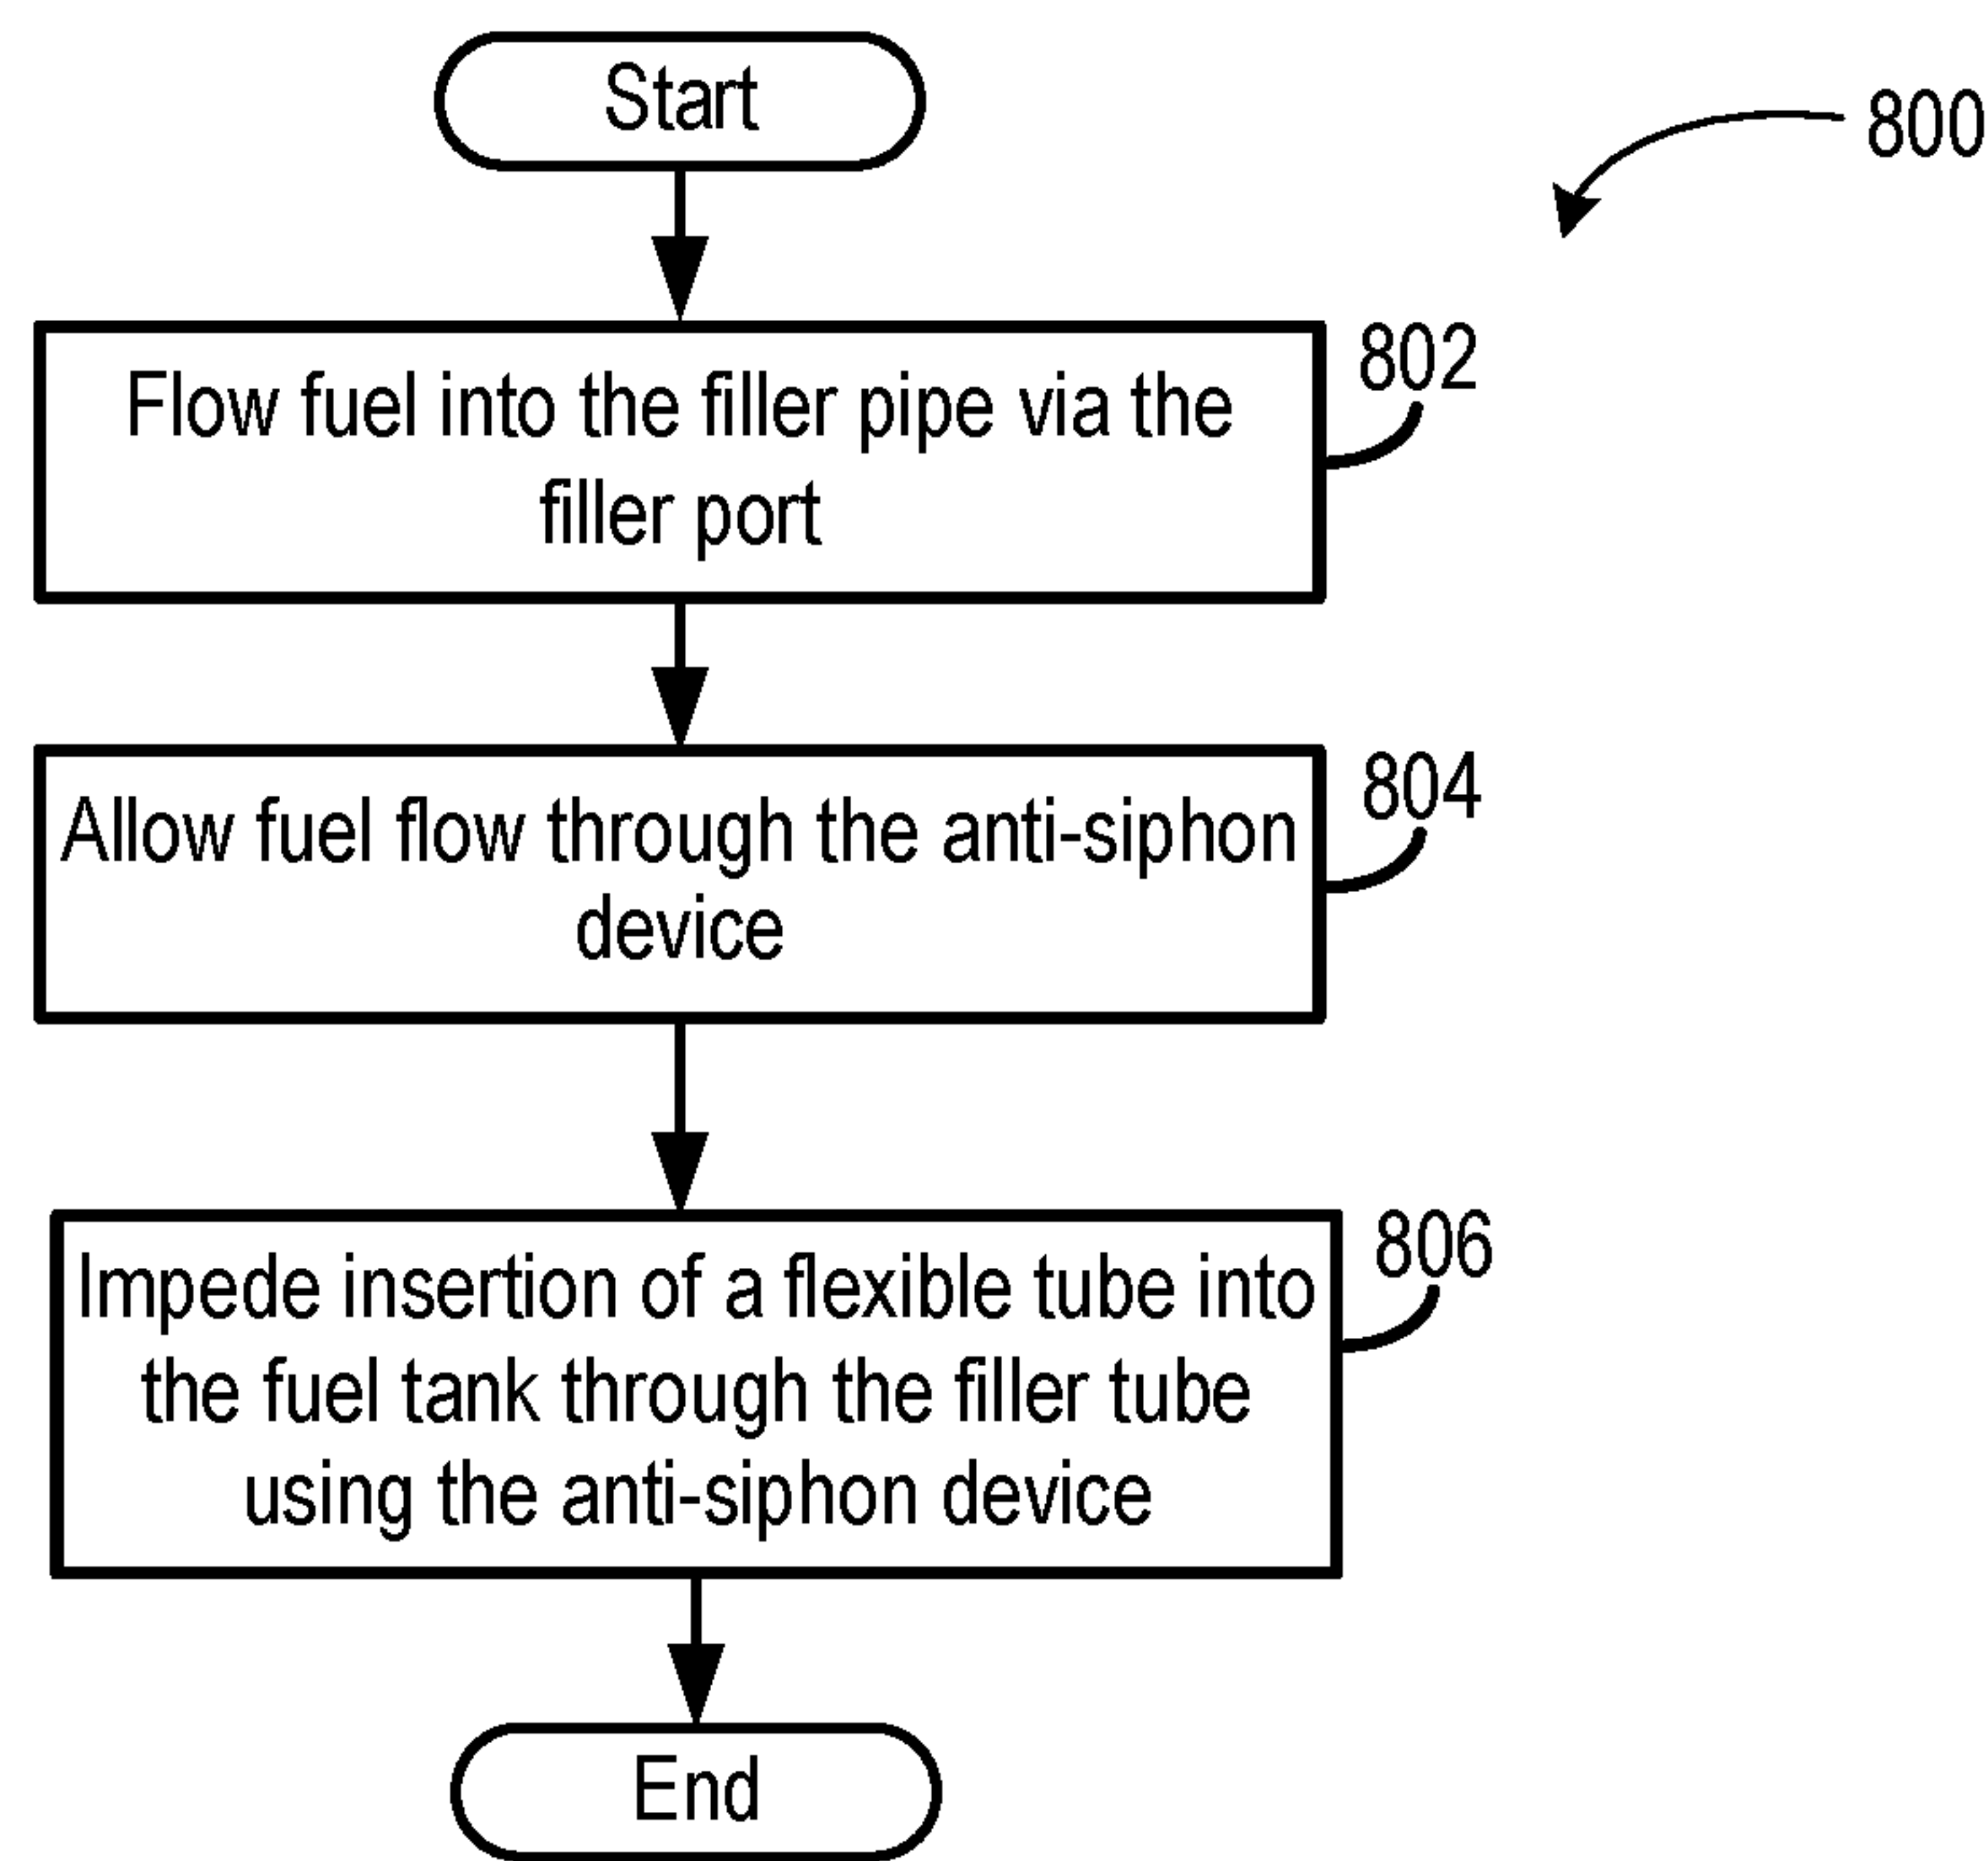 Start
800
Flow fuel into the filler pipe via the
filler port
802
Allow fuel flow through the anti-siphon
device
804
Impede insertion of a flexible tube into
the fuel tank through the filler tube
using the anti-siphon device
806
End